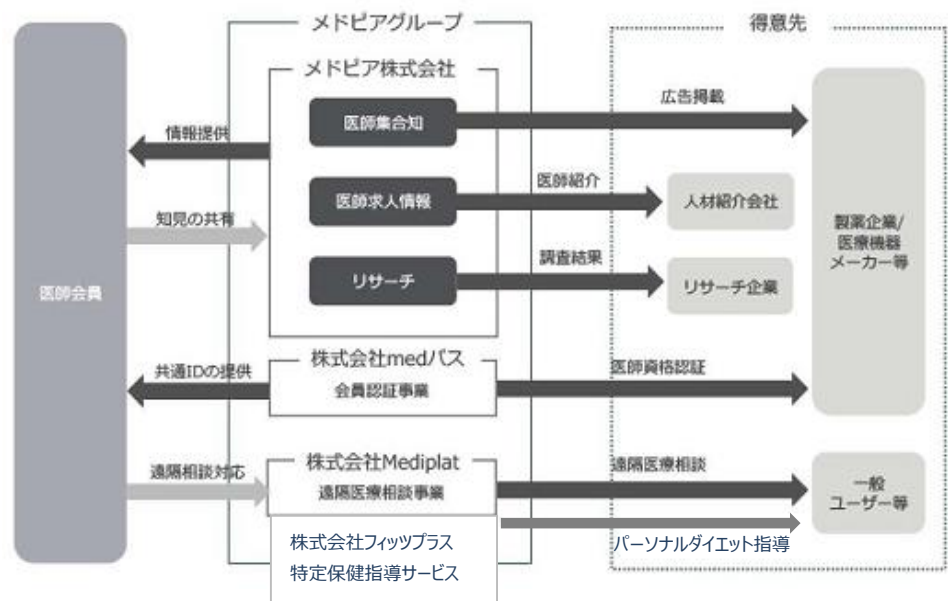 メドピアグループ
得意先
メドピア株式会社
医師集合知
広告掲載
情報提供
医師求人情報
医師紹介
人材紹介会社
知見の共有
製薬企業/
医療機器
メーカー等
リサーチ
調査結果
リサーチ企業
医師会員
株式会社medパス
会員認証事業
共通IDの提供
医師資格認証
株式会社Mediplat
遠隔医療相談事業
遠隔相談対応
遠隔医療相談
一般
ユーザー等
株式会社フィッツプラス
特定保健指導サービス
パーソナルダイエット指導